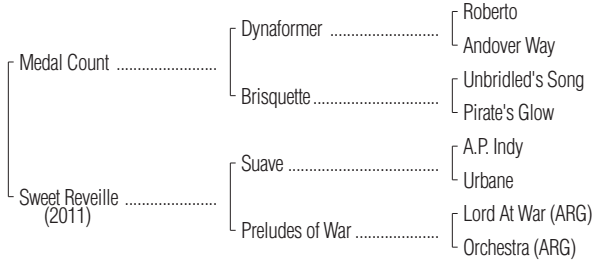 Roberto
Dynaformer ........................
Andover Way
Medal Count ....................
Unbridled's Song
Brisquette..............................
Pirate's Glow
A.P. Indy
Suave ....................................
Urbane
Sweet Reveille ..................
(2011)
Lord At War (ARG)
Preludes of War ....................
Orchestra (ARG)